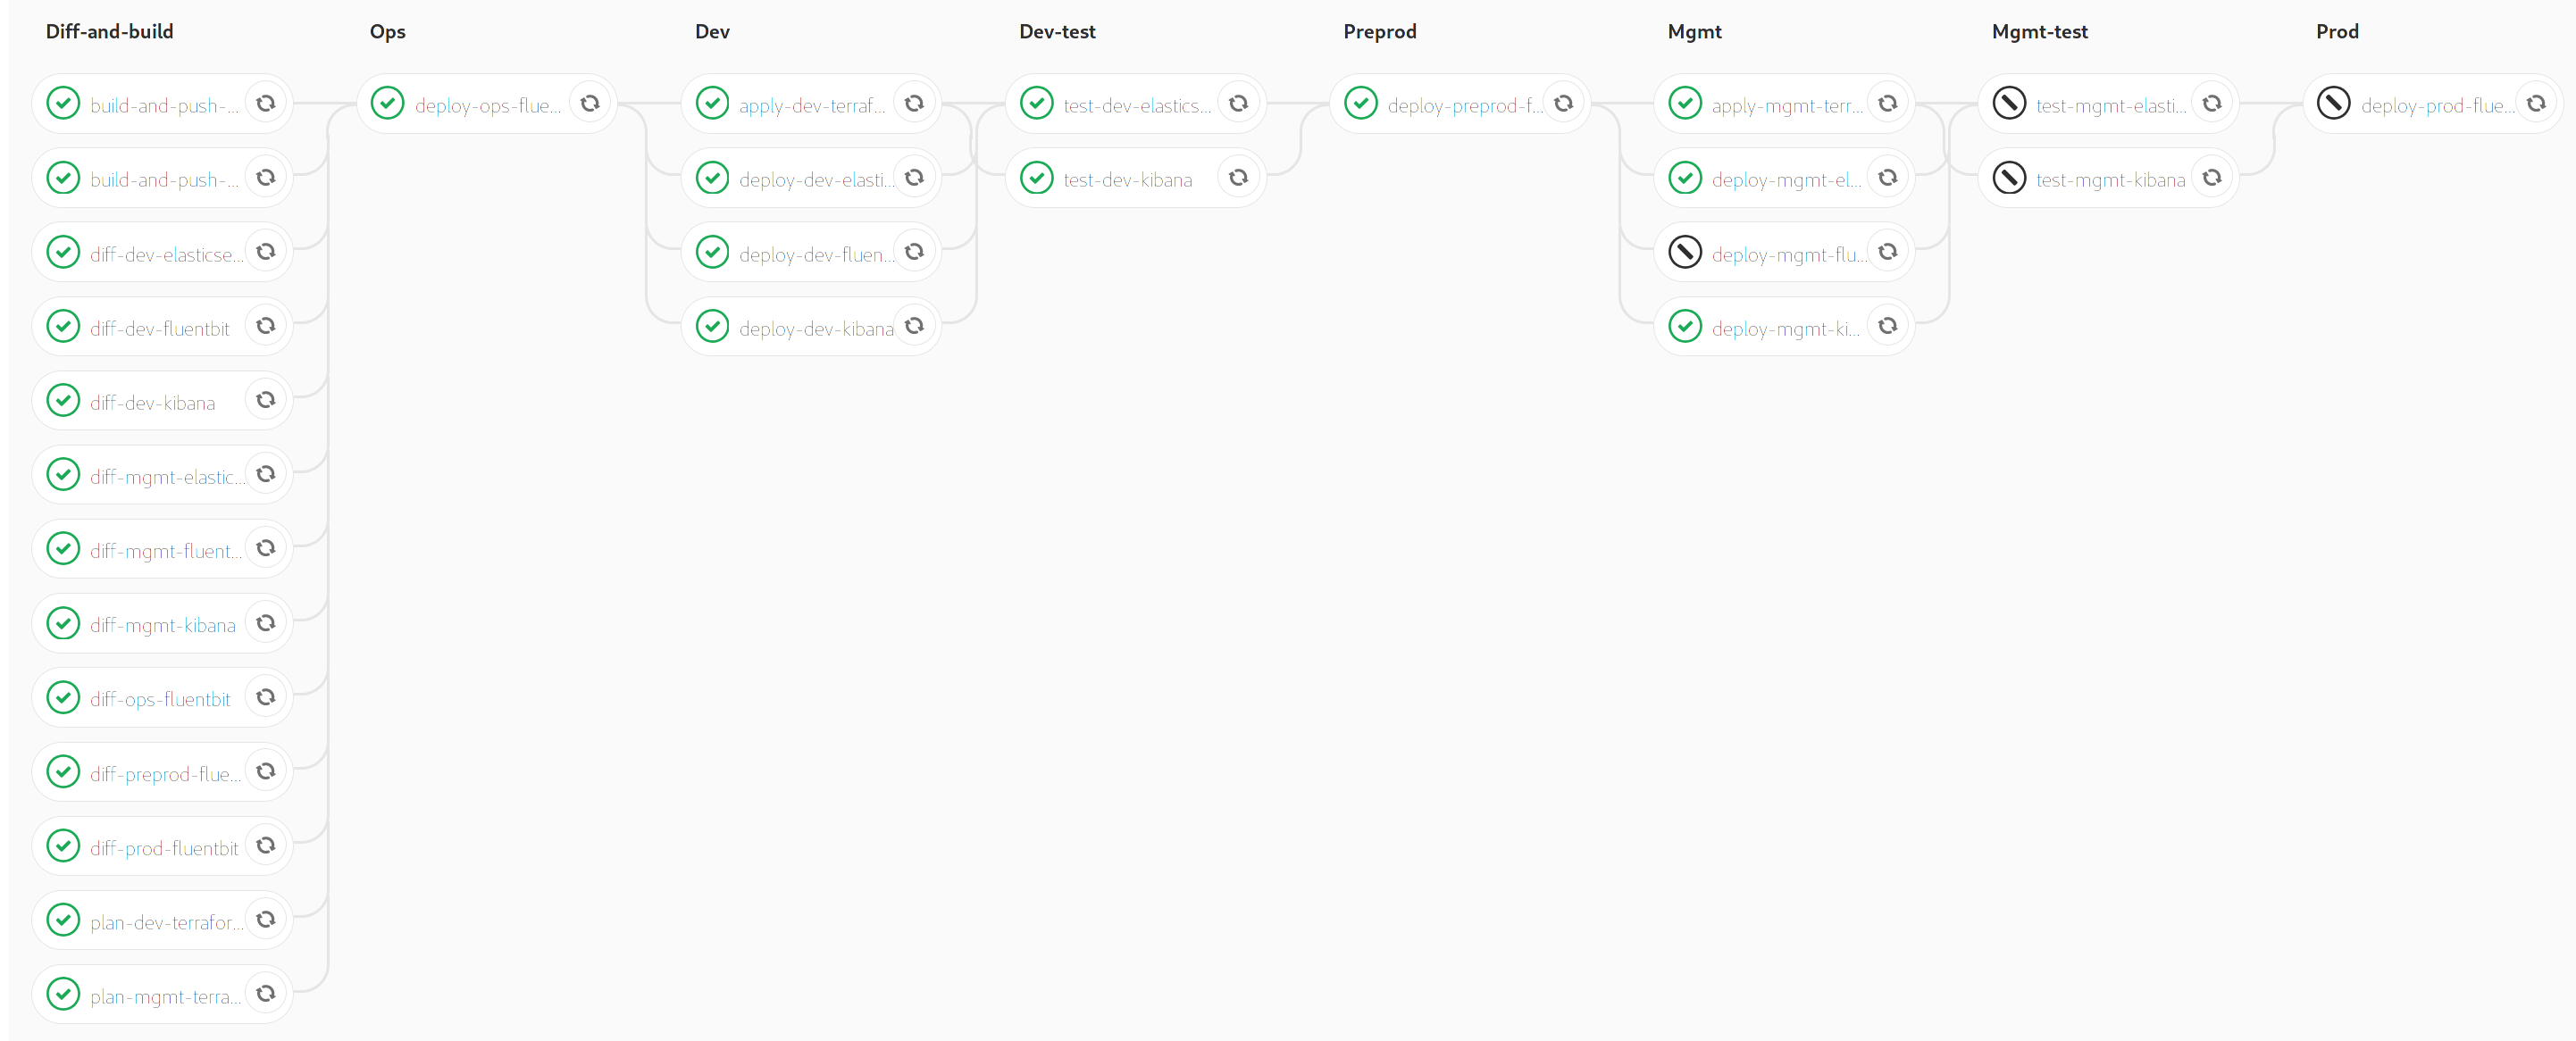 Diff-and-build
build-and-push-...
build-and-push-...
diff-dev-elasticse...
diff-dev-fluentbit
diff-dev-kibana
diff-mgmt-elastic...
diff-mgmt-fluent...
diff-mgmt-kibana
diff-ops-fluentbit
diff-preprod-flue...
diff-prod-fluentbit
plan-dev-terrafor...
plan-mgmt-terra...
Ops
deploy-ops-flue...
Dev
apply-dev-terraf...
deploy-dev-elasti...
deploy-dev-fluen...
deploy-dev-kibana
Dev-test
test-dev-elastics...
test-dev-kibana
Preprod
deploy-preprod-f...
Mgmt
apply-mgmt-terr...
deploy-mgmt-el...
deploy-mgmt-flu...
deploy-mgmt-ki...
Mgmt-test
test-mgmt-elasti...
test-mgmt-kibana
Prod
deploy-prod-flue...